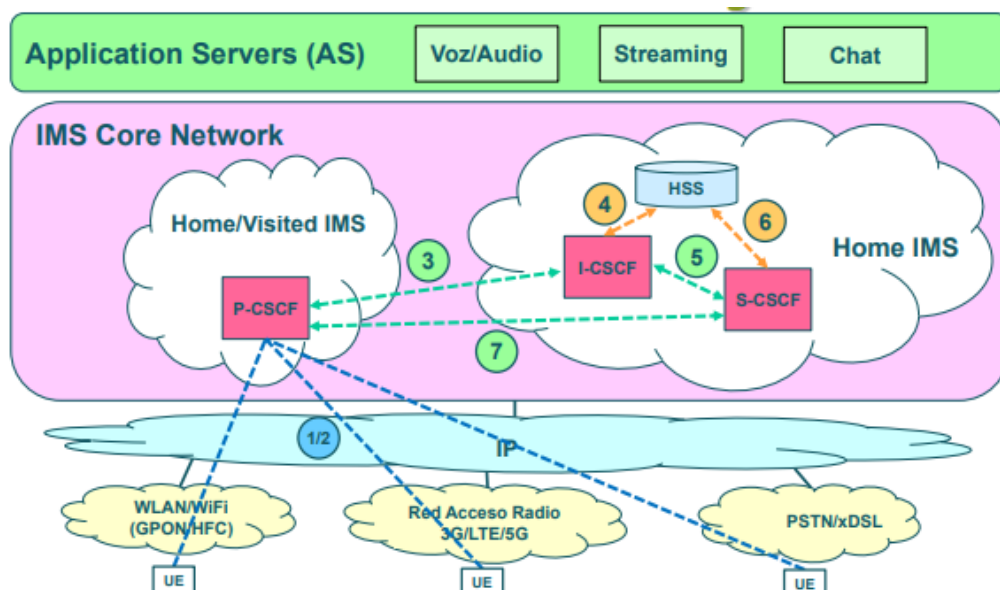 Application Servers (AS)
Voz/Audio
Streaming
Chat
IMS Core Network
HSS
4
6
Home/Visited IMS
Home IMS
3
I-CSCF
5
P-CSCF
S-CSCF
7
1/2
IP
WLAN/WiFi
(GPON/HFC)
Red Acceso Radio
3G/LTE/5G
PSTN/xDSL
UE
UE
UE